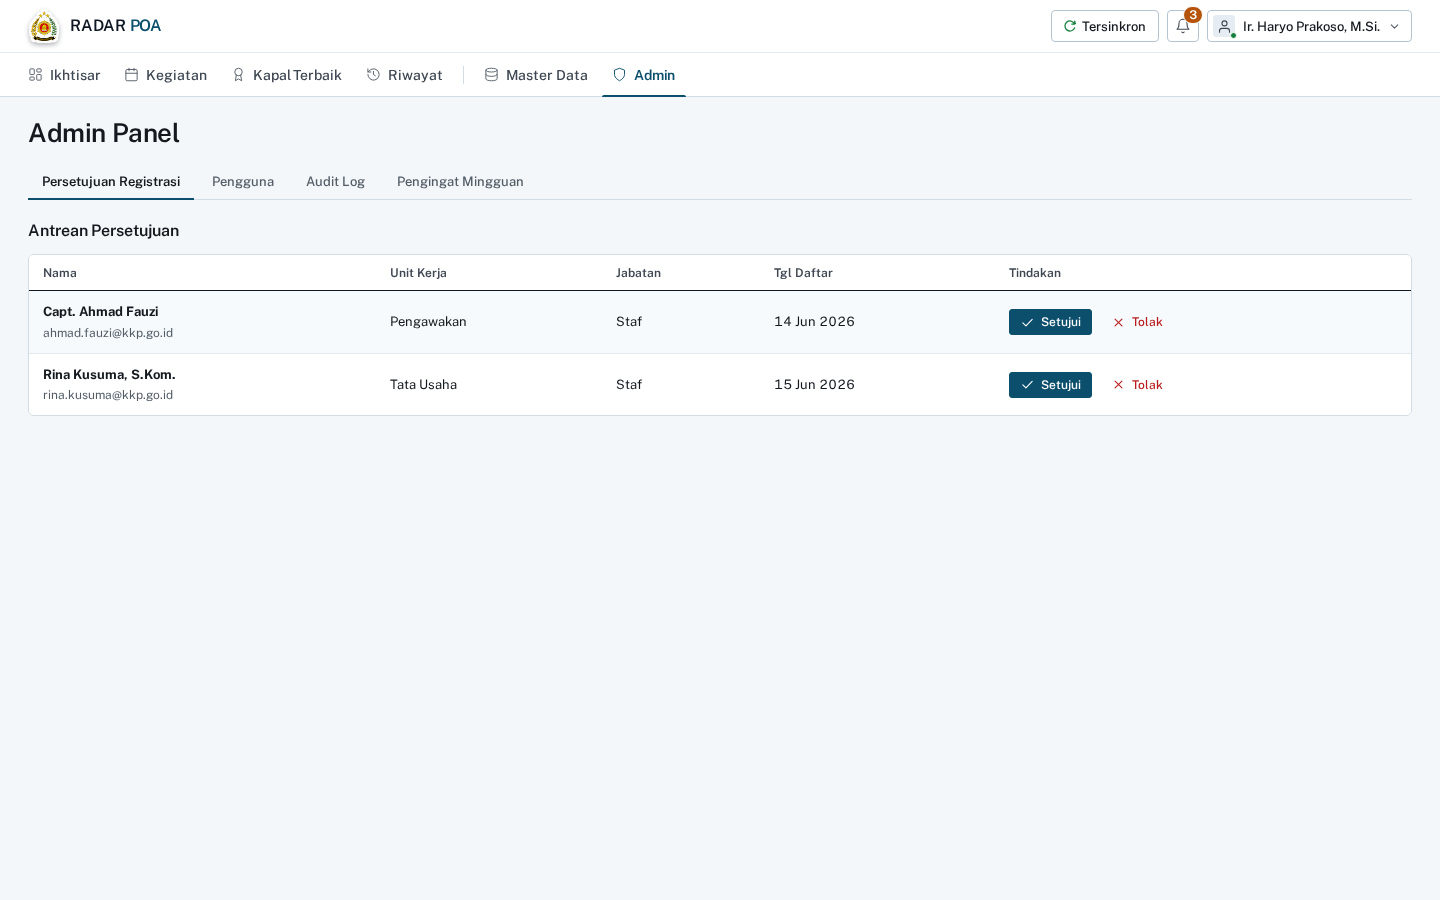 RADAR POA
Tersinkron
3
Ir. Haryo Prakoso, M.Si.
Ikhtisar
Kegiatan
Kapal Terbaik
Riwayat
Master Data
Admin
Admin Panel
Persetujuan Registrasi
Pengguna
Audit Log
Pengingat Mingguan
Antrean Persetujuan
Nama
Unit Kerja
Jabatan
Tgl Daftar
Tindakan
Capt. Ahmad Fauzi
ahmad.fauzi@kkp.go.id
Pengawakan
Staf
14 Jun 2026
Setujui
Tolak
Rina Kusuma, S.Kom.
rina.kusuma@kkp.go.id
Tata Usaha
Staf
15 Jun 2026
Setujui
Tolak